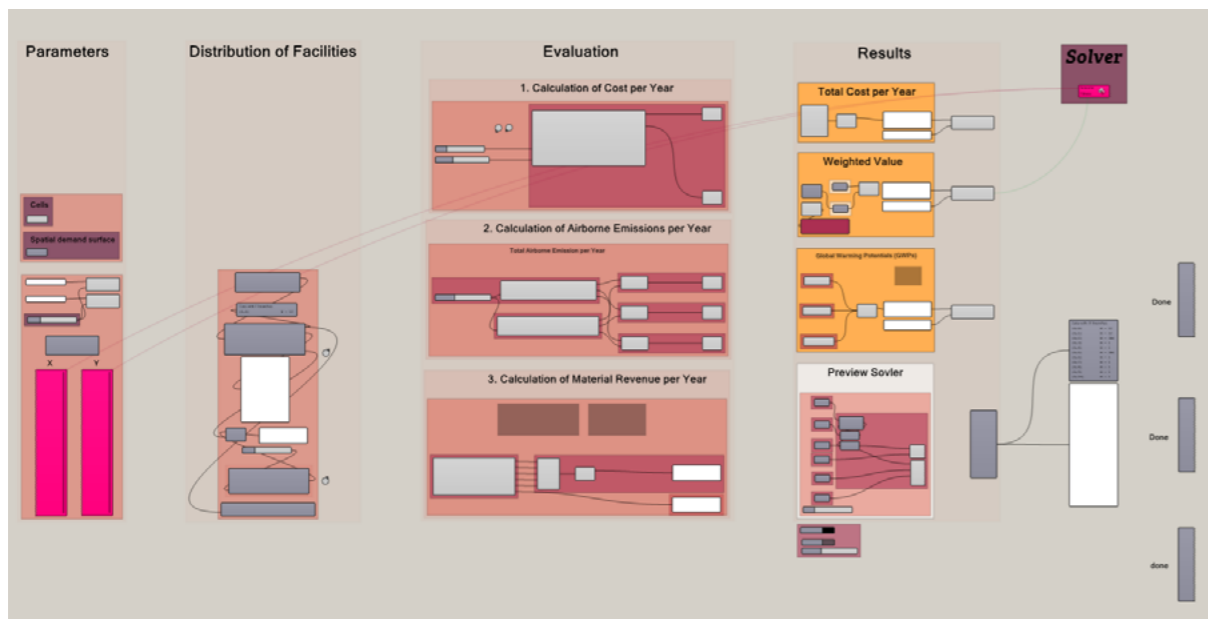 Parameters
Distribution of Facilities
Evaluation
Results
Solver
Cells
Spatial demand surface
X Y
1. Calculation of Cost per Year
2. Calculation of Airborne Emissions per Year
Total Airborne Emission per Year
3. Calculation of Material Revenue per Year
Total Cost per Year
Weighted Value
Global Warming Potentials (GWPs)
Preview Sovler
Done
Done
done